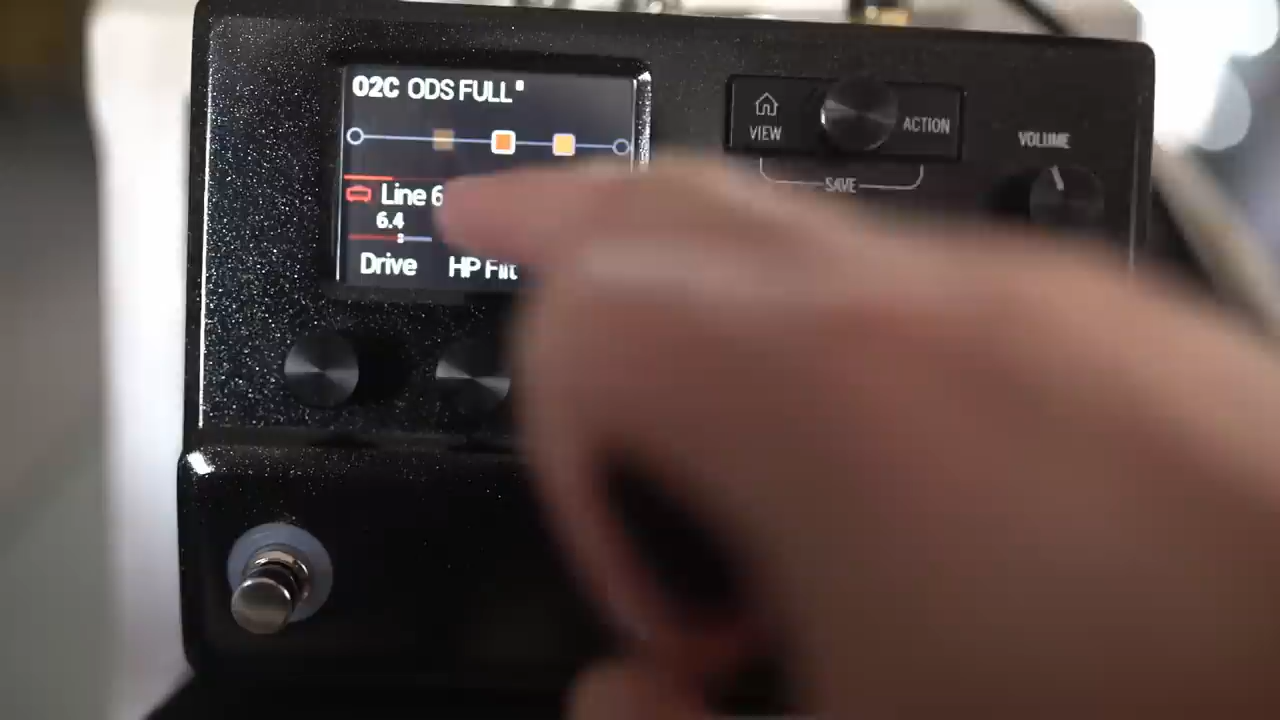 02C ODS FULL
VIEW
ACTION
SAVE
VOLUME
Line 6
6.4
Drive
HP Filt